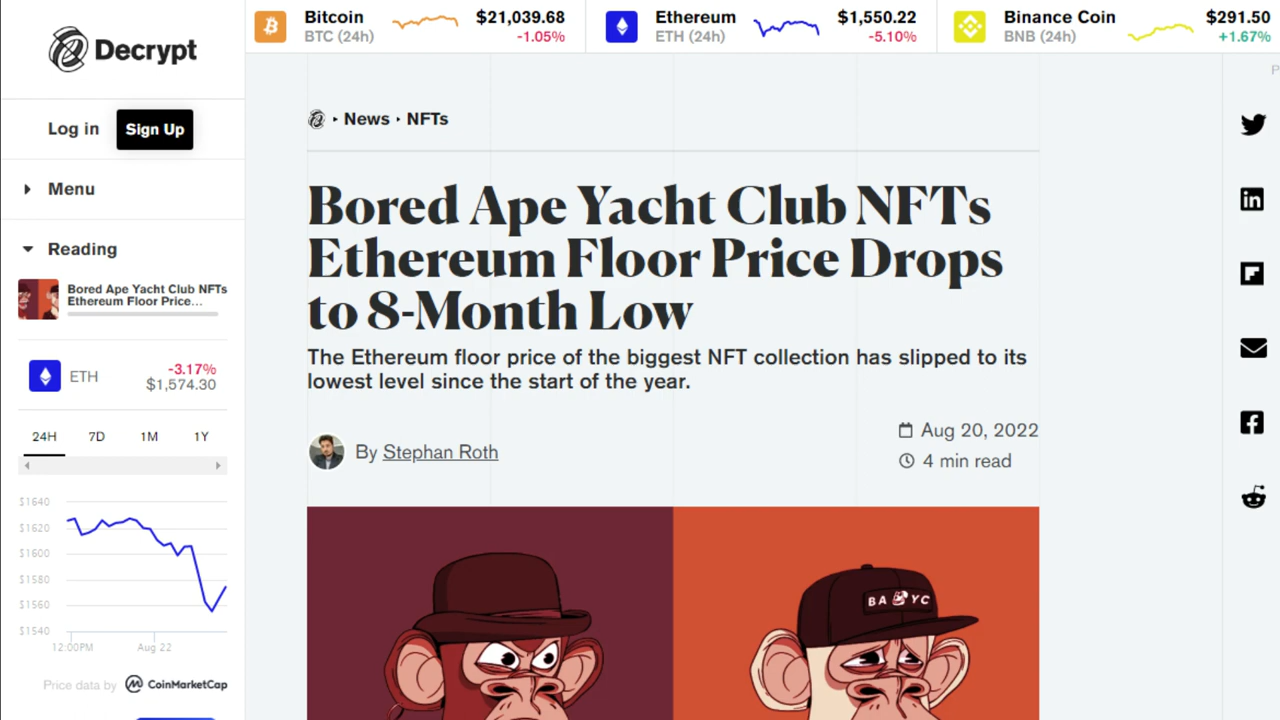 Decrypt
Log in
Sign Up
Menu
Reading
Bored Ape Yacht Club NFTs
Ethereum Floor Price...
ETH
-3.17%
$1,574.30
24H 7D 1M 1Y
$1640
$1620
$1600
$1580
$1560
$1540
12:00PM Aug 22
Price data by CoinMarketCap
Bitcoin $21,039.68
BTC (24h) -1.05%
Ethereum $1,550.22
ETH (24h) -5.10%
Binance Coin $291.50
BNB (24h) +1.67%
P
News NFTs
Bored Ape Yacht Club NFTs
Ethereum Floor Price Drops
to 8-Month Low
The Ethereum floor price of the biggest NFT collection has slipped to its
lowest level since the start of the year.
By Stephan Roth
Aug 20, 2022
4 min read
BA YC